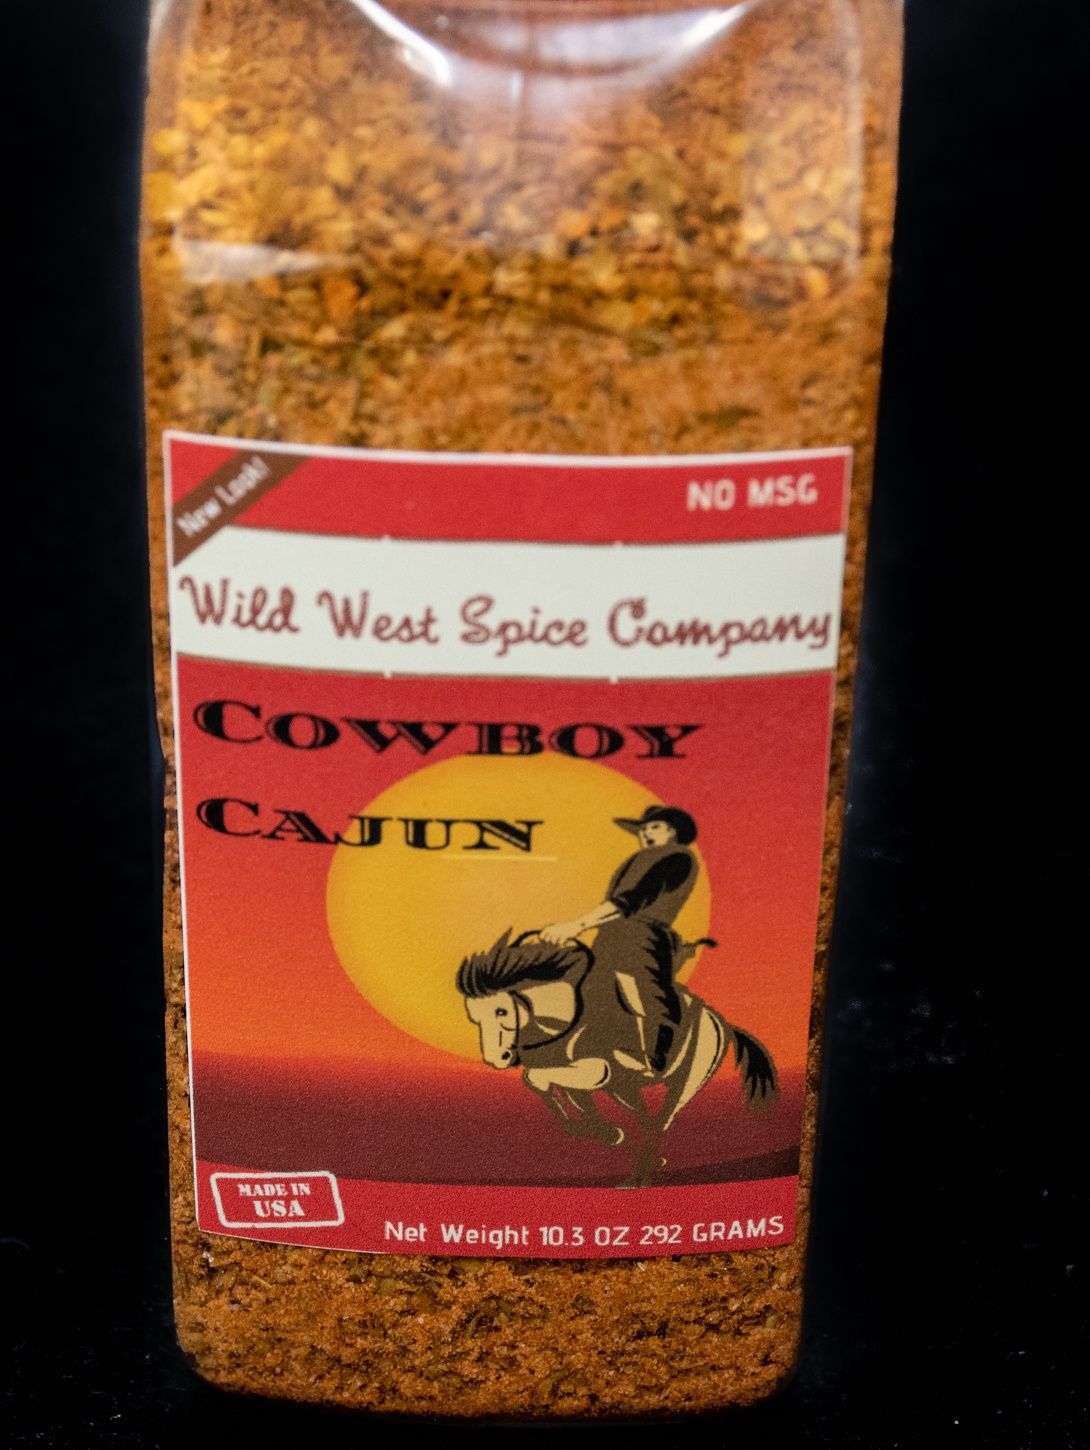 New Look!
NO MSG
Wild West Spice Company
COWBOY
CAJUN
MADE IN
USA
Net Weight 10.3 OZ 292 GRAMS